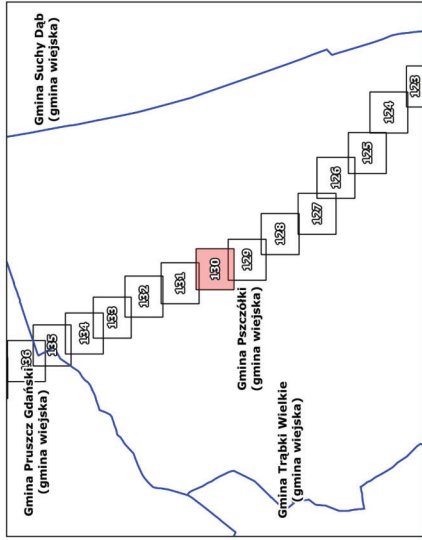 Gmina Pruszcz Gdański
(gmina wiejska)
Gmina Suchy Dąb
(gmina wiejska)
36
135
134
133
132
131
130
129
Gmina Pszczółki
(gmina wiejska)
Gmina Trąbki Wielkie
(gmina wiejska)
128
127
126
125
124
123